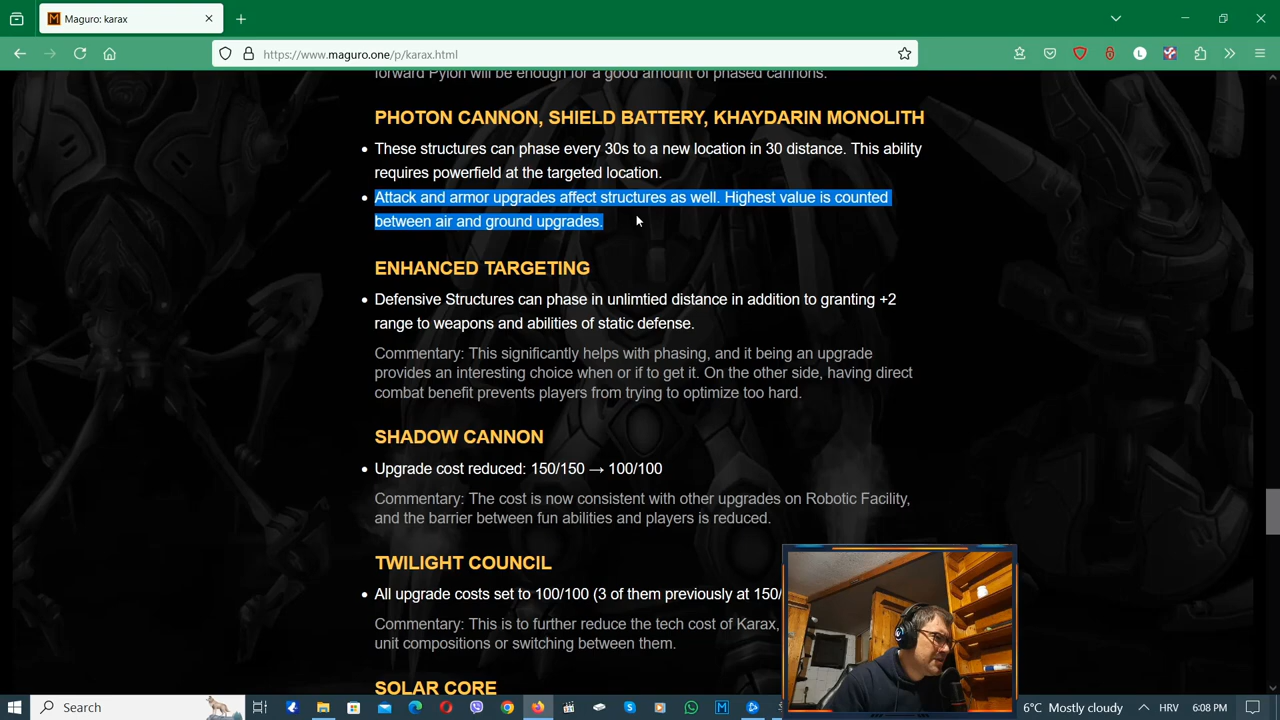 Maguro: karax
https://www.maguro.one/p/karax.html
forward Pylon will be enough for a good amount of phased cannons.
PHOTON CANNON, SHIELD BATTERY, KHAYDARIN MONOLITH
These structures can phase every 30s to a new location in 30 distance. This ability
requires powerfield at the targeted location.
Attack and armor upgrades affect structures as well. Highest value is counted
between air and ground upgrades.
ENHANCED TARGETING
Defensive Structures can phase in unlimtied distance in addition to granting +2
range to weapons and abilities of static defense.
Commentary: This significantly helps with phasing, and it being an upgrade
provides an interesting choice when or if to get it. On the other side, having direct
combat benefit prevents players from trying to optimize too hard.
SHADOW CANNON
Upgrade cost reduced: 150/150 → 100/100
Commentary: The cost is now consistent with other upgrades on Robotic Facility,
and the barrier between fun abilities and players is reduced.
TWILIGHT COUNCIL
All upgrade costs set to 100/100 (3 of them previously at 150/
Commentary: This is to further reduce the tech cost of Karax,
unit compositions or switching between them.
SOLAR CORE
Search
6°C Mostly cloudy
HRV
6:08 PM